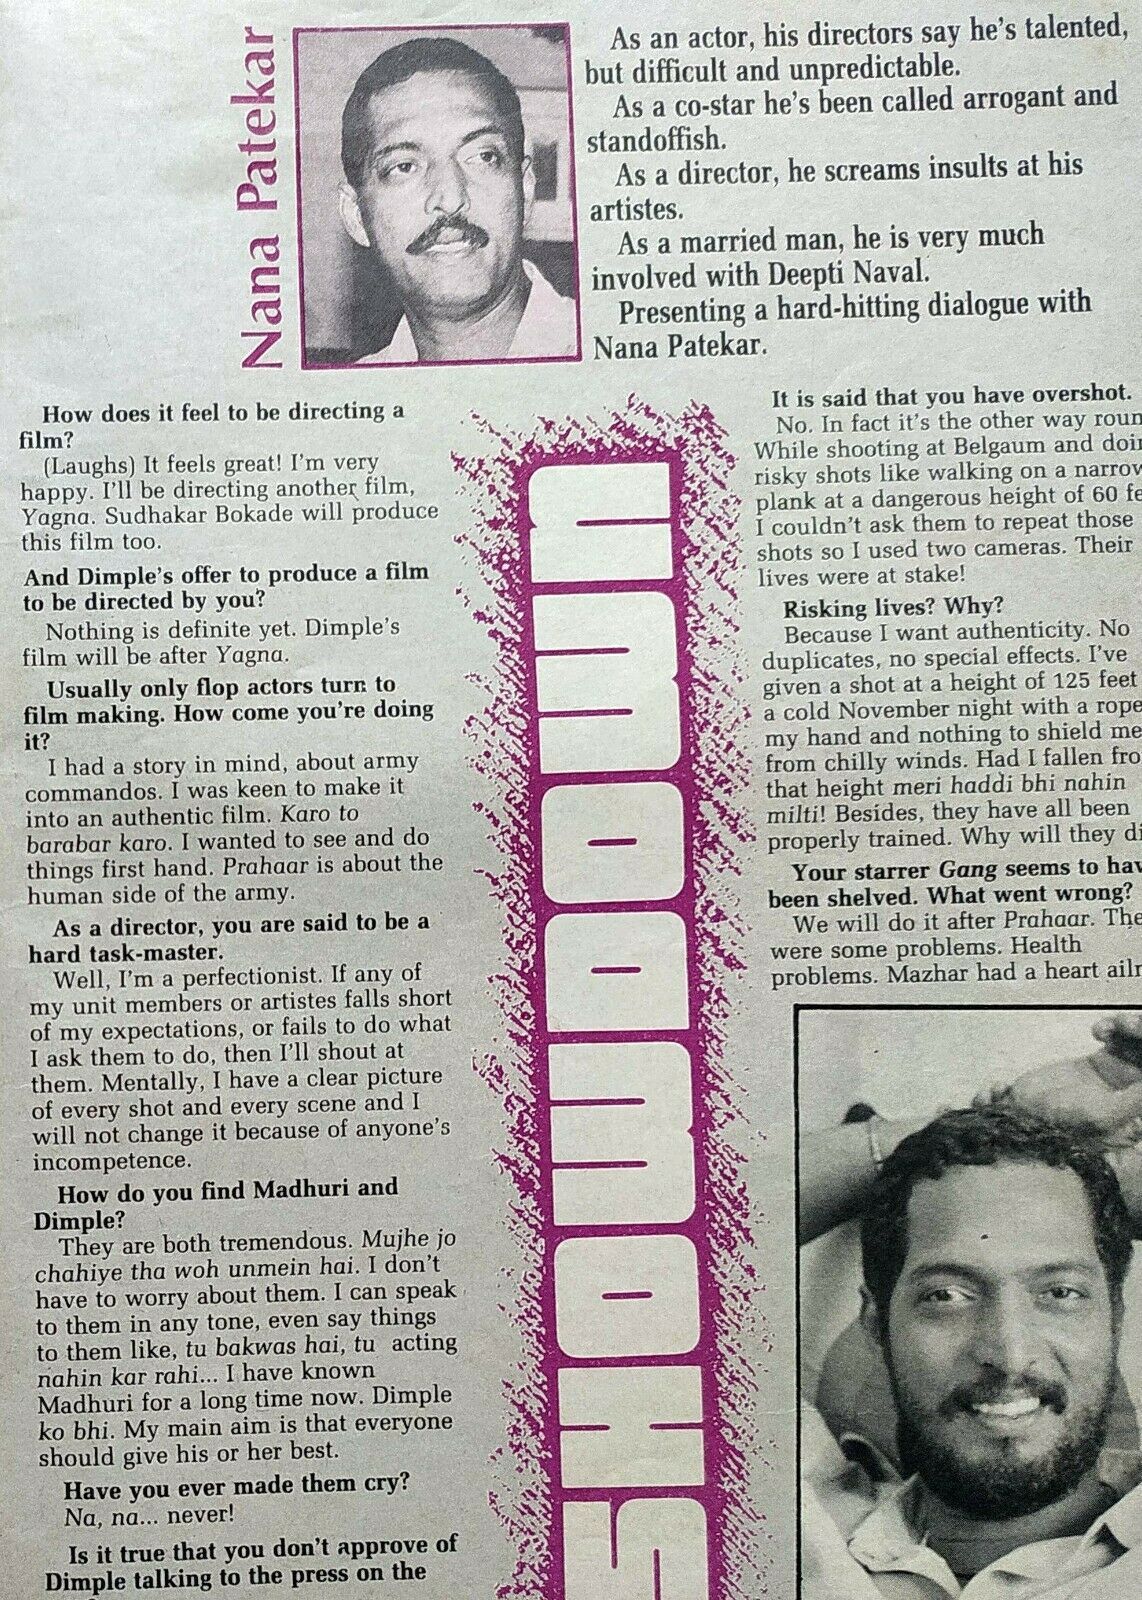 Nana Patekar
As an actor, his directors say he's talented,
but difficult and unpredictable.
As a co-star he's been called arrogant and
standoffish.
As a director, he screams insults at his
artistes.
As a married man, he is very much
involved with Deepti Naval.
Presenting a hard-hitting dialogue with
Nana Patekar.
SHOWDOWN
How does it feel to be directing a
film?
(Laughs) It feels great! I'm very
happy. I'll be directing another film,
Yagna. Sudhakar Bokade will produce
this film too.
And Dimple's offer to produce a film
to be directed by you?
Nothing is definite yet. Dimple's
film will be after Yagna.
Usually only flop actors turn to
film making. How come you're doing
it?
I had a story in mind, about army
commandos. I was keen to make it
into an authentic film. Karo to
barabar karo. I wanted to see and do
things first hand. Prahaar is about the
human side of the army.
As a director, you are said to be a
hard task-master.
Well, I'm a perfectionist. If any of
my unit members or artistes falls short
of my expectations, or fails to do what
I ask them to do, then I'll shout at
them. Mentally, I have a clear picture
of every shot and every scene and I
will not change it because of anyone's
incompetence.
How do you find Madhuri and
Dimple?
They are both tremendous. Mujhe jo
chahiye tha woh unmein hai. I don't
have to worry about them. I can speak
to them in any tone, even say things
to them like, tu bakwas hai, tu acting
nahin kar rahi... I have known
Madhuri for a long time now. Dimple
ko bhi. My main aim is that everyone
should give his or her best.
Have you ever made them cry?
Na, na... never!
Is it true that you don't approve of
Dimple talking to the press on the
It is said that you have overshot.
No. In fact it's the other way roun
While shooting at Belgaum and doin
risky shots like walking on a narrow
plank at a dangerous height of 60 fe
I couldn't ask them to repeat those
shots so I used two cameras. Their
lives were at stake!
Risking lives? Why?
Because I want authenticity. No
duplicates, no special effects. I've
given a shot at a height of 125 feet
a cold November night with a rope
my hand and nothing to shield me
from chilly winds. Had I fallen fro
that height meri haddi bhi nahin
milti! Besides, they have all been
properly trained. Why will they di
Your starrer Gang seems to hav
been shelved. What went wrong?
We will do it after Prahaar. The
were some problems. Health
problems. Mazhar had a heart ailm